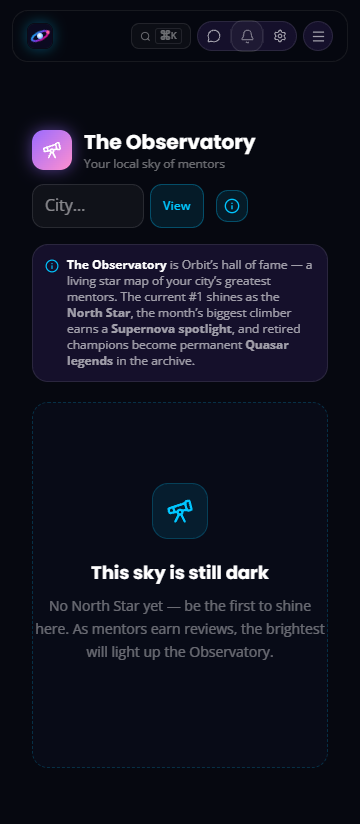 ⌘K
The Observatory
Your local sky of mentors
City...
View
The Observatory is Orbit’s hall of fame — a
living star map of your city’s greatest
mentors. The current #1 shines as the
North Star, the month’s biggest climber
earns a Supernova spotlight, and retired
champions become permanent Quasar
legends in the archive.
This sky is still dark
No North Star yet — be the first to shine
here. As mentors earn reviews, the brightest
will light up the Observatory.